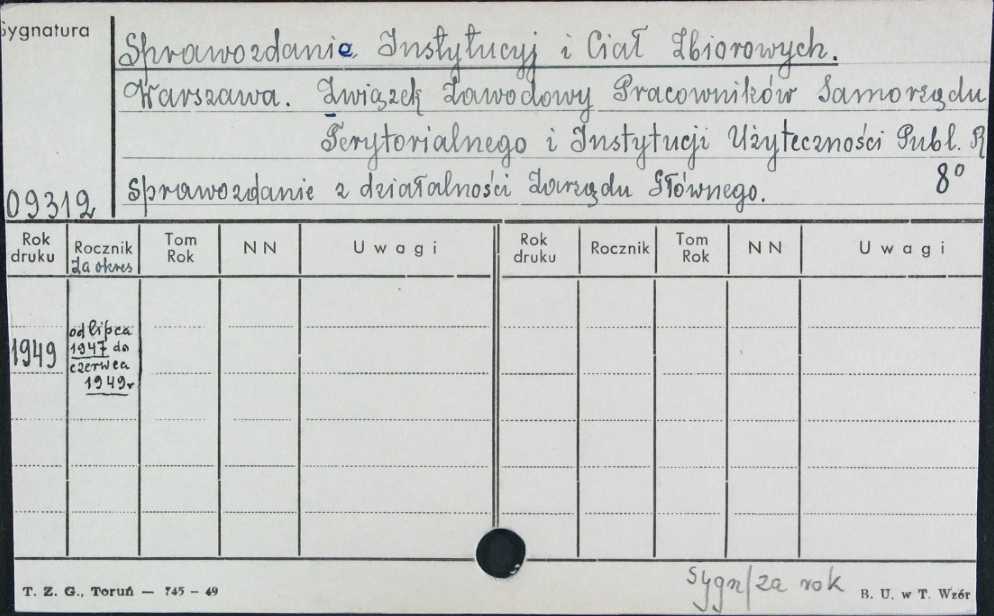 Sygnatura
Sprawozdanie Instytucyj i Ciał Zbiorowych.
Warszawa. Związek Zawodowy Pracowników Samorządu
Terytorialnego i Instytucji Użyteczności Publ. R
09312 Sprawozdanie z działalności Zarządu Głównego. 8°
Rok druku Rocznik Za okres Tom Rok NN Uwagi Rok druku Rocznik Tom Rok NN Uwagi
1949 od lipca 1947 do czerwca 1949r
Sygn/za rok
T. Z. G., Toruń — 745 — 49 B. U. w T. Wzór